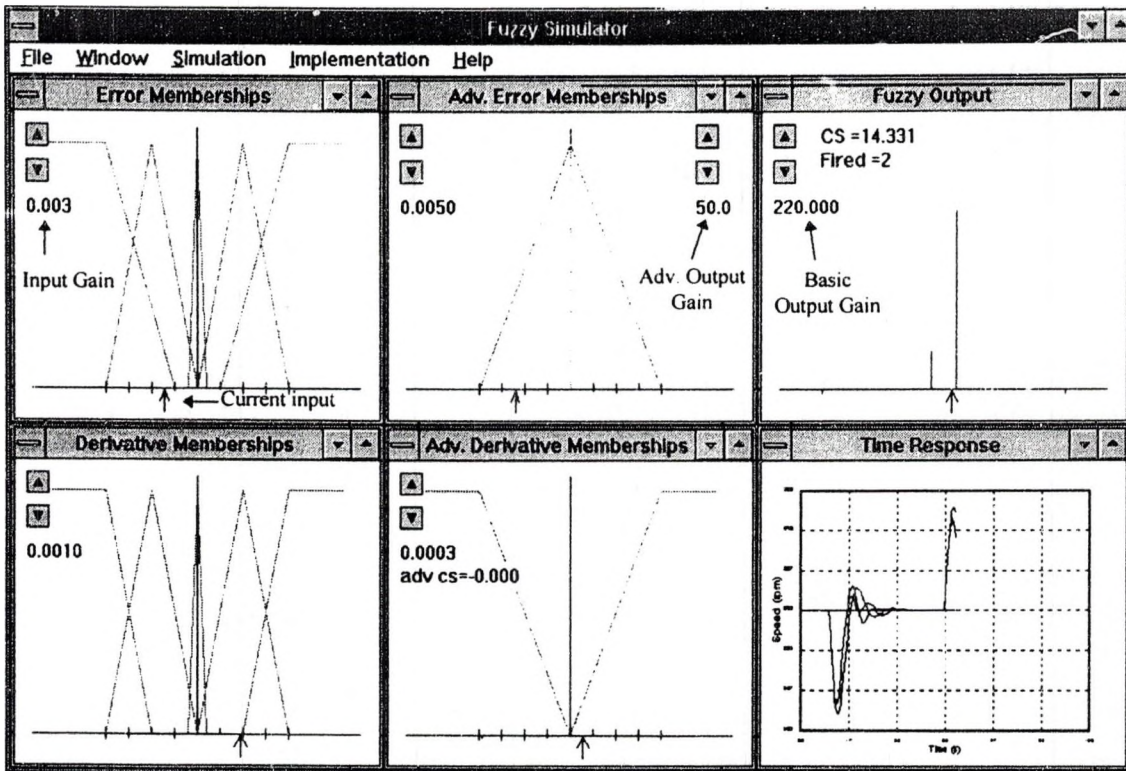 Fuzzy Simulator
File Window Simulation Implementation Help
Error Memberships
0.003
Input Gain
Current input
Adv. Error Memberships
0.0050
50.0
Adv. Output
Gain
Fuzzy Output
CS =14.331
Fired =2
220.000
Basic
Output Gain
Derivative Memberships
0.0010
Adv. Derivative Memberships
0.0003
adv cs=-0.000
Time Response
Speed (rpm)